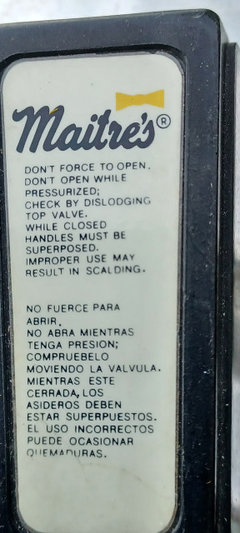 Maitre's®
DON'T FORCE TO OPEN.
DON'T OPEN WHILE
PRESSURIZED;
CHECK BY DISLODGING
TOP VALVE.
WHILE CLOSED
HANDLES MUST BE
SUPERPOSED.
IMPROPER USE MAY
RESULT IN SCALDING.
NO FUERCE PARA
ABRIR,
NO ABRA MIENTRAS
TENGA PRESION;
COMPRUEBELO
MOVIENDO LA VALVULA.
MIENTRAS ESTE
CERRADA, LOS
ASIDEROS DEBEN
ESTAR SUPERPUESTOS.
EL USO INCORRECTOS
PUEDE OCASIONAR
QUEMADURAS.